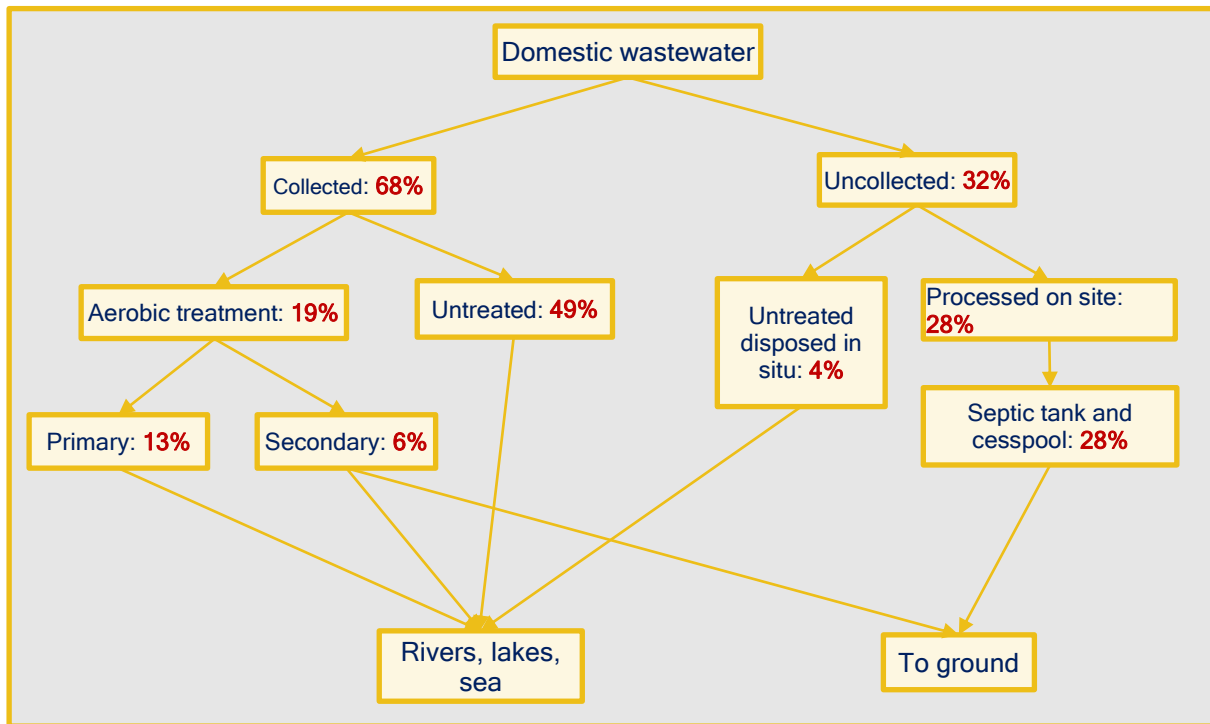 Domestic wastewater
Collected: 68%
Uncollected: 32%
Aerobic treatment: 19%
Untreated: 49%
Untreated
disposed in
situ: 4%
Processed on site:
28%
Primary: 13%
Secondary: 6%
Septic tank and
cesspool: 28%
Rivers, lakes,
sea
To ground